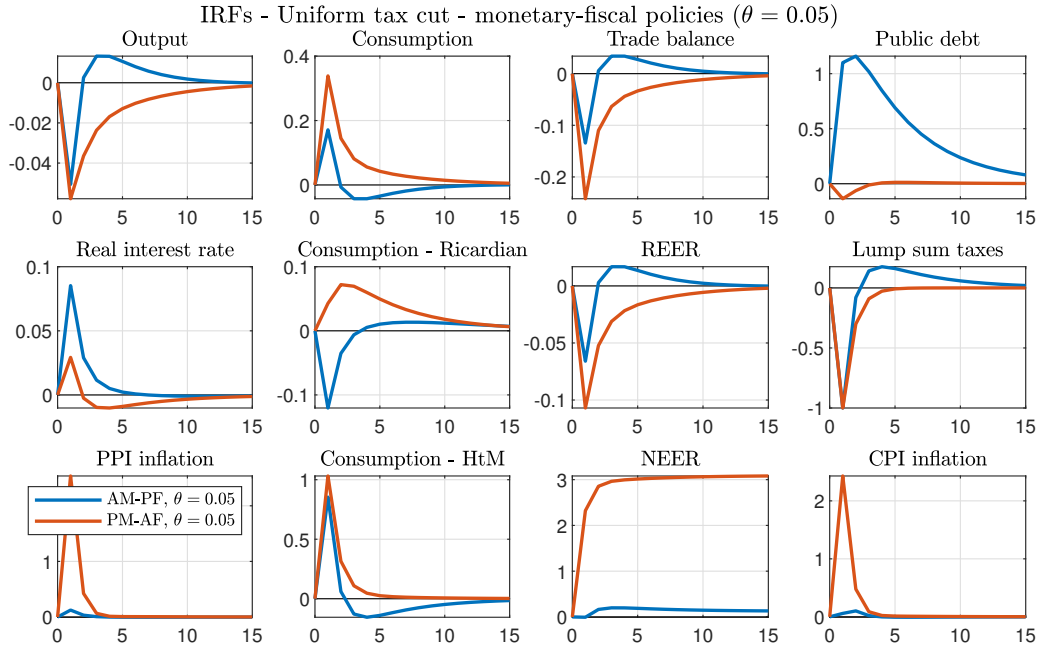 IRFs - Uniform tax cut - monetary-fiscal policies (θ = 0.05)
Output
0
-0.02
-0.04
0 5 10 15
Consumption
0.4
0.2
0
0 5 10 15
Trade balance
0
-0.1
-0.2
0 5 10 15
Public debt
1
0.5
0
0 5 10 15
Real interest rate
0.1
0.05
0
0 5 10 15
Consumption - Ricardian
0.1
0
-0.1
0 5 10 15
REER
0
-0.05
-0.1
0 5 10 15
Lump sum taxes
0
-0.5
-1
0 5 10 15
PPI inflation
AM-PF, θ = 0.05
PM-AF, θ = 0.05
1
0
0 5 10 15
Consumption - HtM
1
0.5
0
0 5 10 15
NEER
3
2
1
0
0 5 10 15
CPI inflation
2
1
0
0 5 10 15